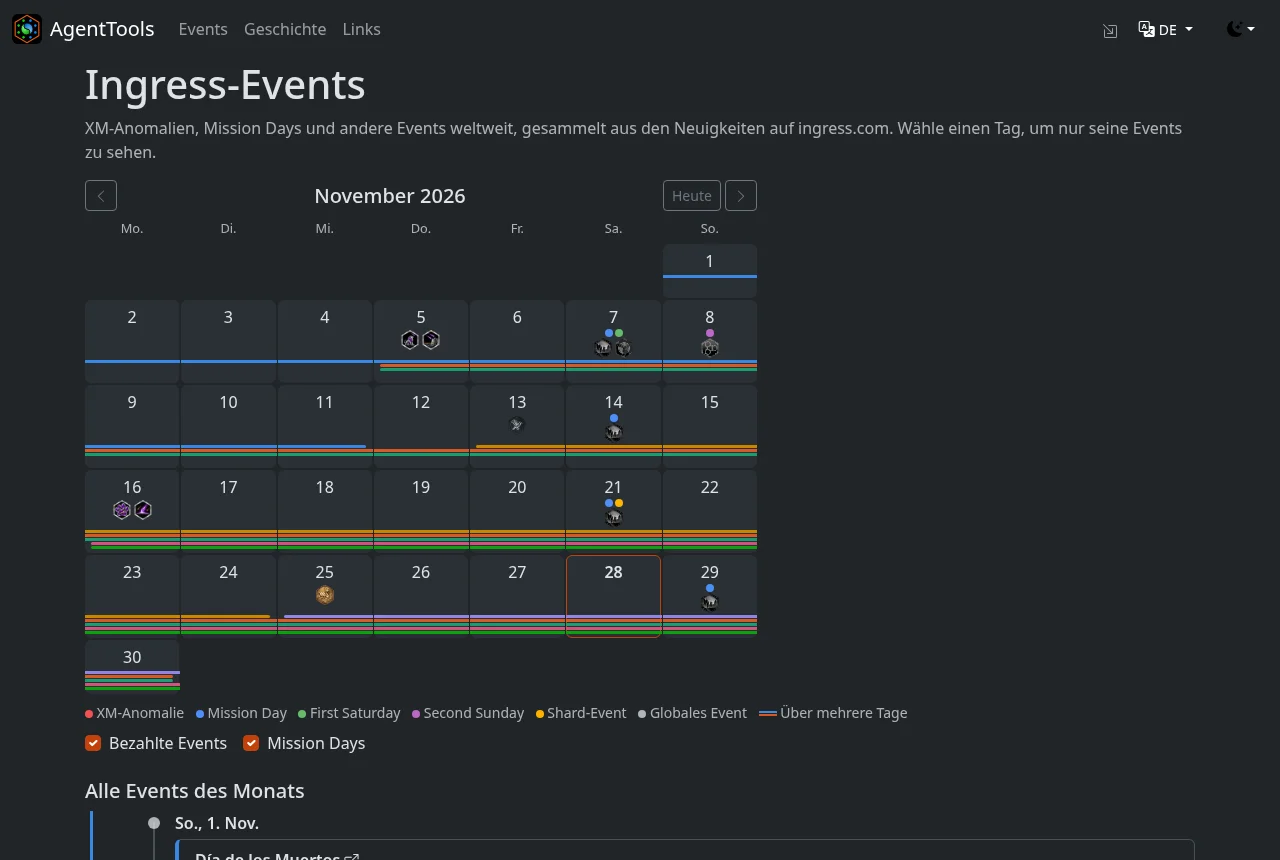 AgentTools Events Geschichte Links DE
Ingress-Events
XM-Anomalien, Mission Days und andere Events weltweit, gesammelt aus den Neuigkeiten auf ingress.com. Wähle einen Tag, um nur seine Events
zu sehen.
November 2026 Heute
Mo. Di. Mi. Do. Fr. Sa. So.
1
2 3 4 5 6 7 8
9 10 11 12 13 14 15
16 17 18 19 20 21 22
23 24 25 26 27 28 29
30
XM-Anomalie Mission Day First Saturday Second Sunday Shard-Event Globales Event Über mehrere Tage
Bezahlte Events Mission Days
Alle Events des Monats
So., 1. Nov.
Día de los Muertos